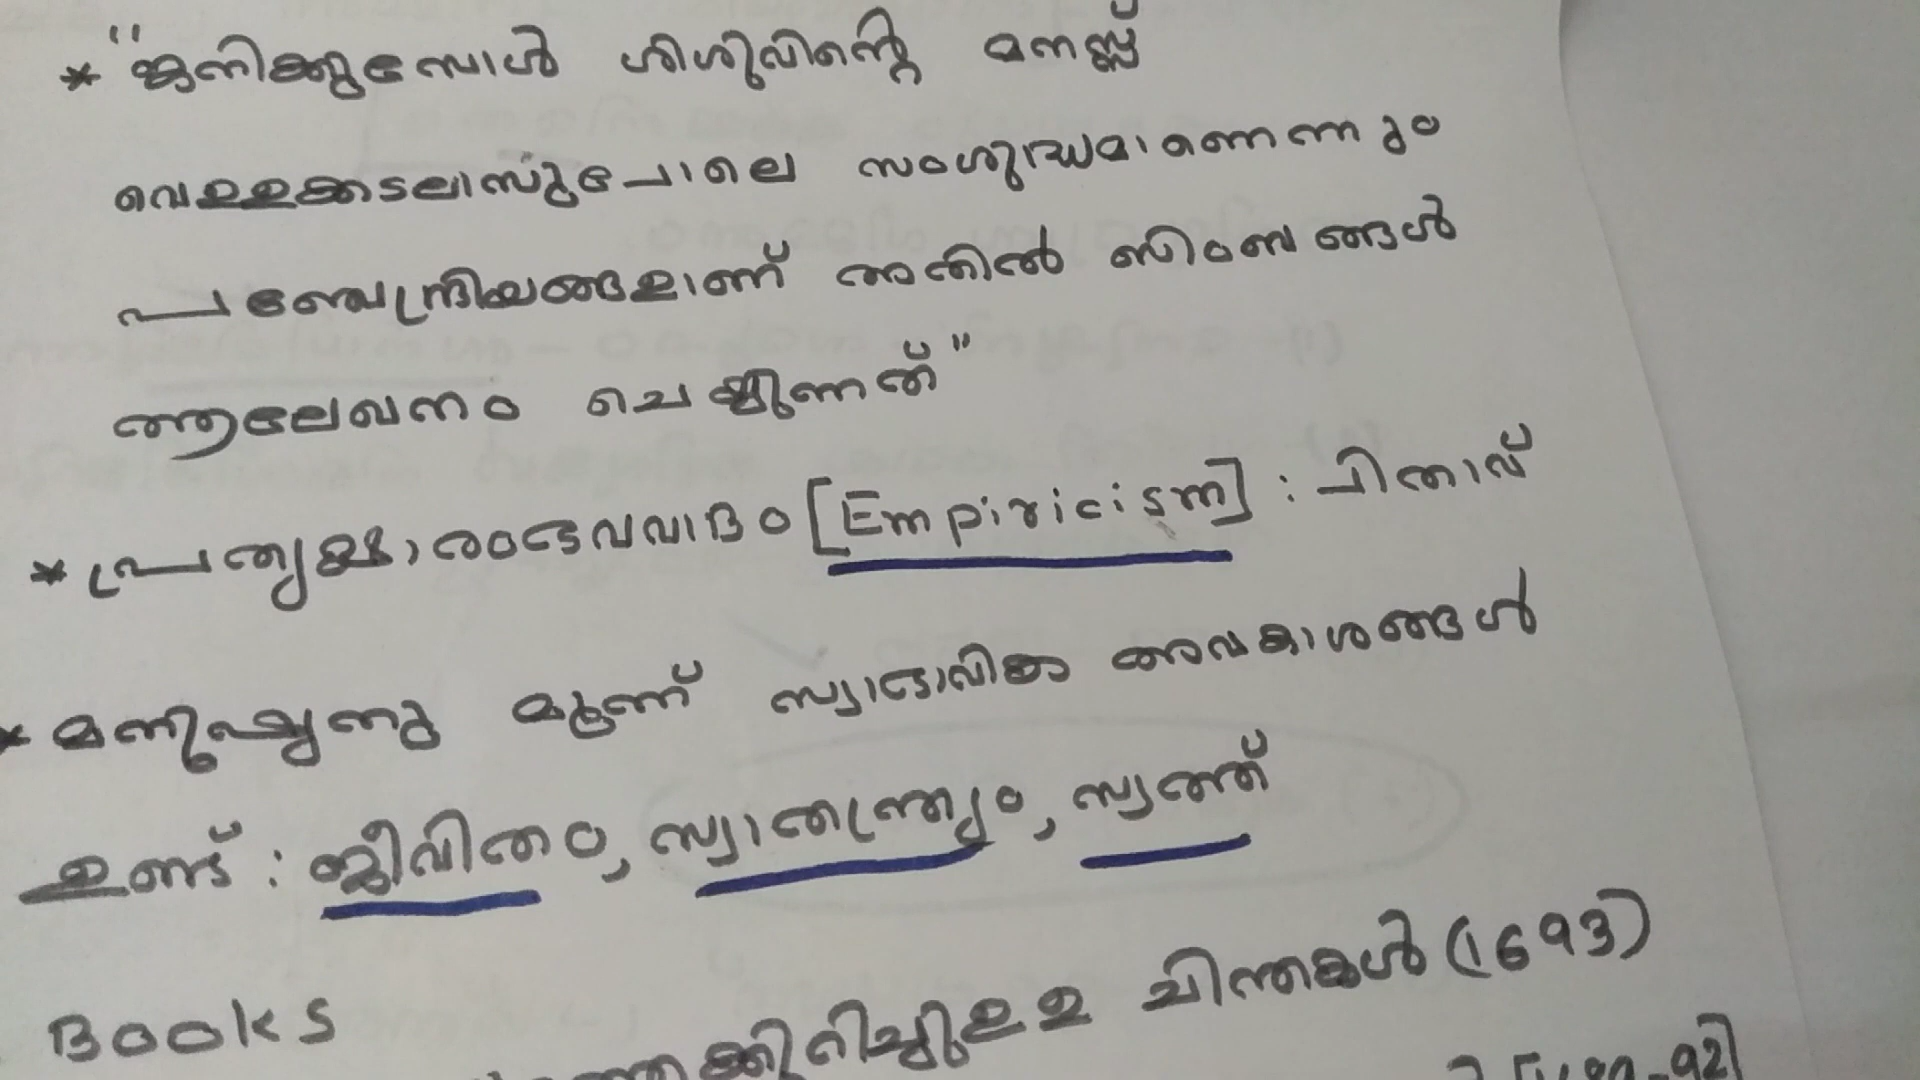 * "ജനിക്കുമ്പോൾ ശിശുവിന്റെ മനസ്സ്
വെള്ളക്കടലാസുപോലെ സംശുദ്ധമാണെന്നും
പഞ്ചേന്ദ്രിയങ്ങളാണ് അതിൽ ബിംബങ്ങൾ
ആലേഖനം ചെയ്യുന്നത്"
* പ്രത്യക്ഷാനുഭവവാദം [Empiricism] : പിതാവ്
* മനുഷ്യനു മൂന്ന് സ്വാഭാവിക അവകാശങ്ങൾ
ഉണ്ട് : ജീവിതം, സ്വാതന്ത്ര്യം, സ്വത്ത്
Books
ചിന്തകൾ (1693)